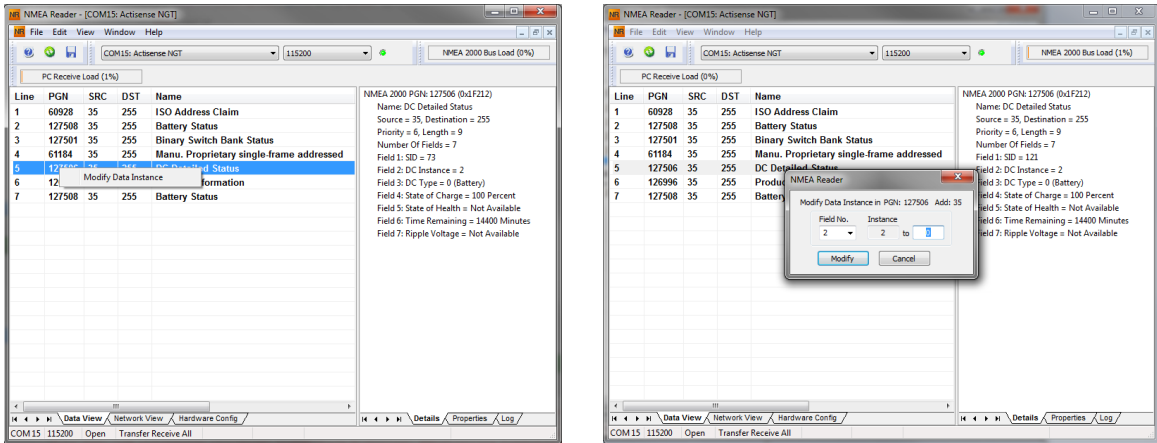 NMEA Reader - [COM15: Actisense NGT]
File Edit View Window Help
COM15: Actisense NGT 115200 NMEA 2000 Bus Load (0%)
PC Receive Load (1%)
Line PGN SRC DST Name
1 60928 35 255 ISO Address Claim
2 127508 35 255 Battery Status
3 127501 35 255 Binary Switch Bank Status
4 61184 35 255 Manu. Proprietary single-frame addressed
5 127506 35 255 DC Detailed Status
Modify Data Instance
6 12 formation
7 127508 35 255 Battery Status
NMEA 2000 PGN: 127506 (0x1F212)
Name: DC Detailed Status
Source = 35, Destination = 255
Priority = 6, Length = 9
Number Of Fields = 7
Field 1: SID = 73
Field 2: DC Instance = 2
Field 3: DC Type = 0 (Battery)
Field 4: State of Charge = 100 Percent
Field 5: State of Health = Not Available
Field 6: Time Remaining = 14400 Minutes
Field 7: Ripple Voltage = Not Available
Data View Network View Hardware Config
Details Properties Log
COM 15 115200 Open Transfer Receive All
NMEA Reader - [COM15: Actisense NGT]
File Edit View Window Help
COM15: Actisense NGT 115200 NMEA 2000 Bus Load (1%)
PC Receive Load (0%)
Line PGN SRC DST Name
1 60928 35 255 ISO Address Claim
2 127508 35 255 Battery Status
3 127501 35 255 Binary Switch Bank Status
4 61184 35 255 Manu. Proprietary single-frame addressed
5 127506 35 255 DC Detailed Status
6 126996 35 255 Produ
7 127508 35 255 Battery
NMEA Reader
Modify Data Instance in PGN: 127506 Add: 35
Field No. Instance
2 2 to 0
Modify Cancel
NMEA 2000 PGN: 127506 (0x1F212)
Name: DC Detailed Status
Source = 35, Destination = 255
Priority = 6, Length = 9
Number Of Fields = 7
Field 1: SID = 121
Field 2: DC Instance = 2
ield 3: DC Type = 0 (Battery)
ield 4: State of Charge = 100 Percent
ield 5: State of Health = Not Available
ield 6: Time Remaining = 14400 Minutes
ield 7: Ripple Voltage = Not Available
Data View Network View Hardware Config
Details Properties Log
COM 15 115200 Open Transfer Receive All